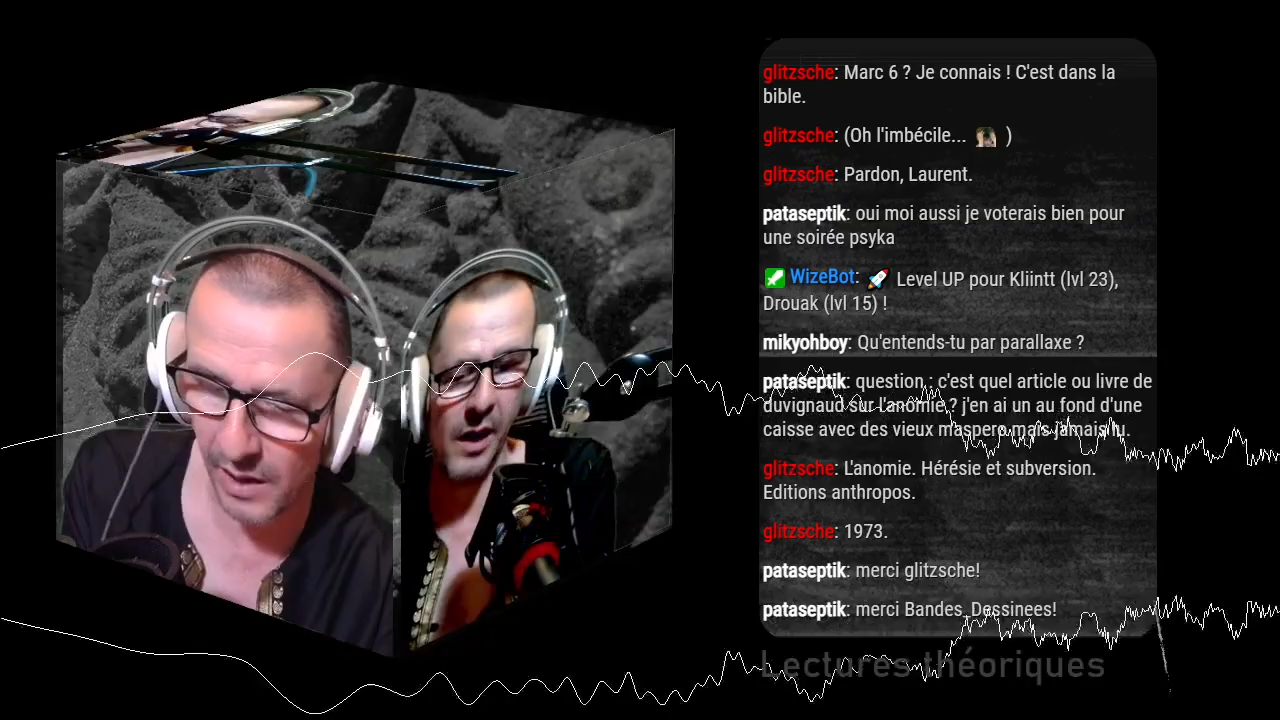 glitzsche: Marc 6 ? Je connais ! C'est dans la
bible.
glitzsche: (Oh l'imbécile... )
glitzsche: Pardon, Laurent.
pataseptik: oui moi aussi je voterais bien pour
une soirée psyka
WizeBot: Level UP pour Kliintt (lvl 23),
Drouak (lvl 15) !
mikyohboy: Qu'entends-tu par parallaxe ?
pataseptik: question : c'est quel article ou livre de
duvignaud sur l'anomie ? j'en ai un au fond d'une
caisse avec des vieux maspero mais jamais lu.
glitzsche: L'anomie. Hérésie et subversion.
Editions anthropos.
glitzsche: 1973.
pataseptik: merci glitzsche!
pataseptik: merci Bandes_Dessinees!
Lectures théoriques